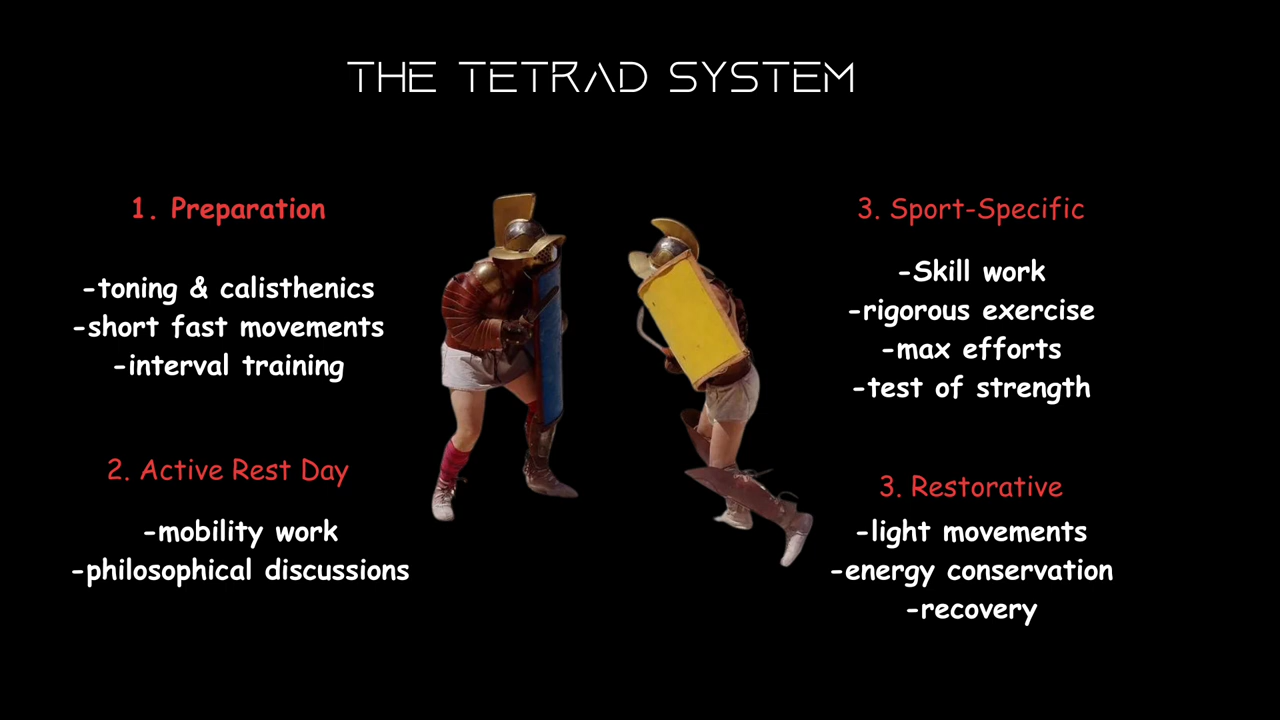 THE TETRAD SYSTEM
1. Preparation
-toning & calisthenics
-short fast movements
-interval training
2. Active Rest Day
-mobility work
-philosophical discussions
3. Sport-Specific
-Skill work
-rigorous exercise
-max efforts
-test of strength
3. Restorative
-light movements
-energy conservation
-recovery